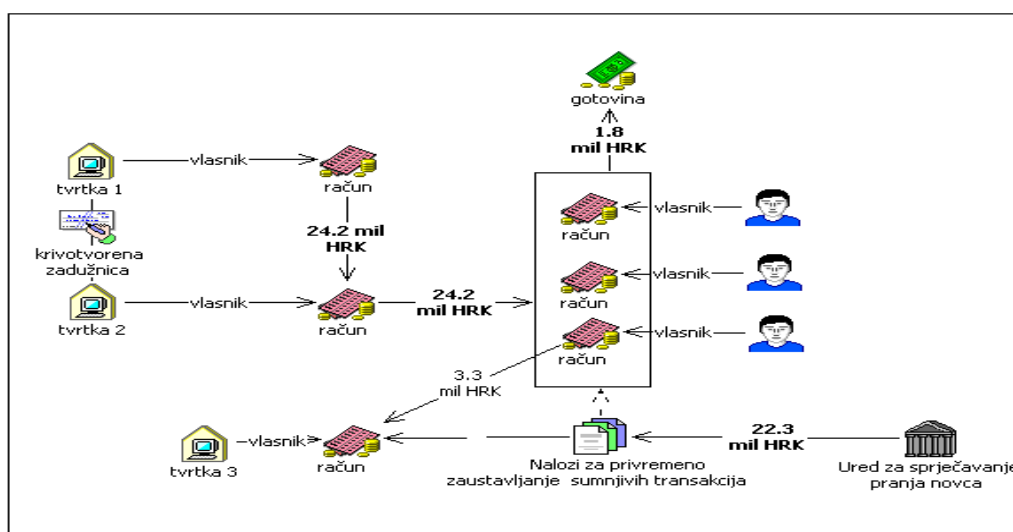 gotovina
1.8
mil HRK
tvrtka 1
vlasnik
račun
krivotvorena
zadužnica
24.2 mil
HRK
tvrtka 2
vlasnik
račun
24.2
mil HRK
račun
vlasnik
račun
vlasnik
račun
vlasnik
3.3
mil HRK
tvrtka 3
vlasnik
račun
Nalozi za privremeno
zaustavljanje sumnjivih transakcija
22.3
mil HRK
Ured za sprječavanje
pranja novca